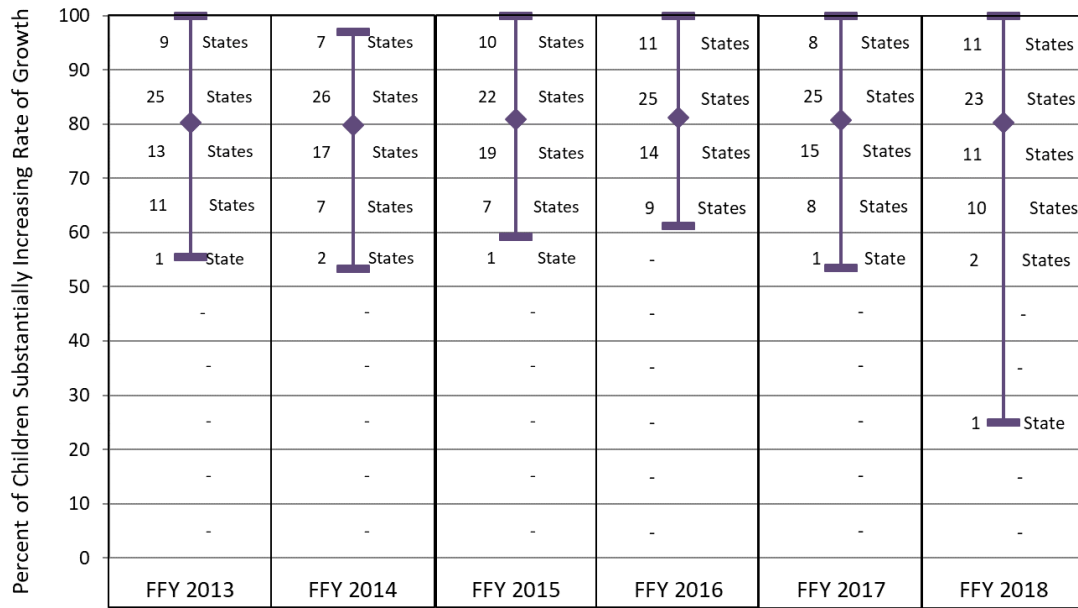 Percent of Children Substantially Increasing Rate of Growth
100
9 States 7 States 10 States 11 States 8 States 11 States
90
25 States 26 States 22 States 25 States 25 States 23 States
80
13 States 17 States 19 States 14 States 15 States 11 States
70
11 States 7 States 7 States 9 States 8 States 10 States
60
1 State 2 States 1 State - 1 State 2 States
50
- - - - - -
40
- - - - - -
30
- - - - - 1 State
20
- - - - - -
10
- - - - - -
0
FFY 2013 FFY 2014 FFY 2015 FFY 2016 FFY 2017 FFY 2018